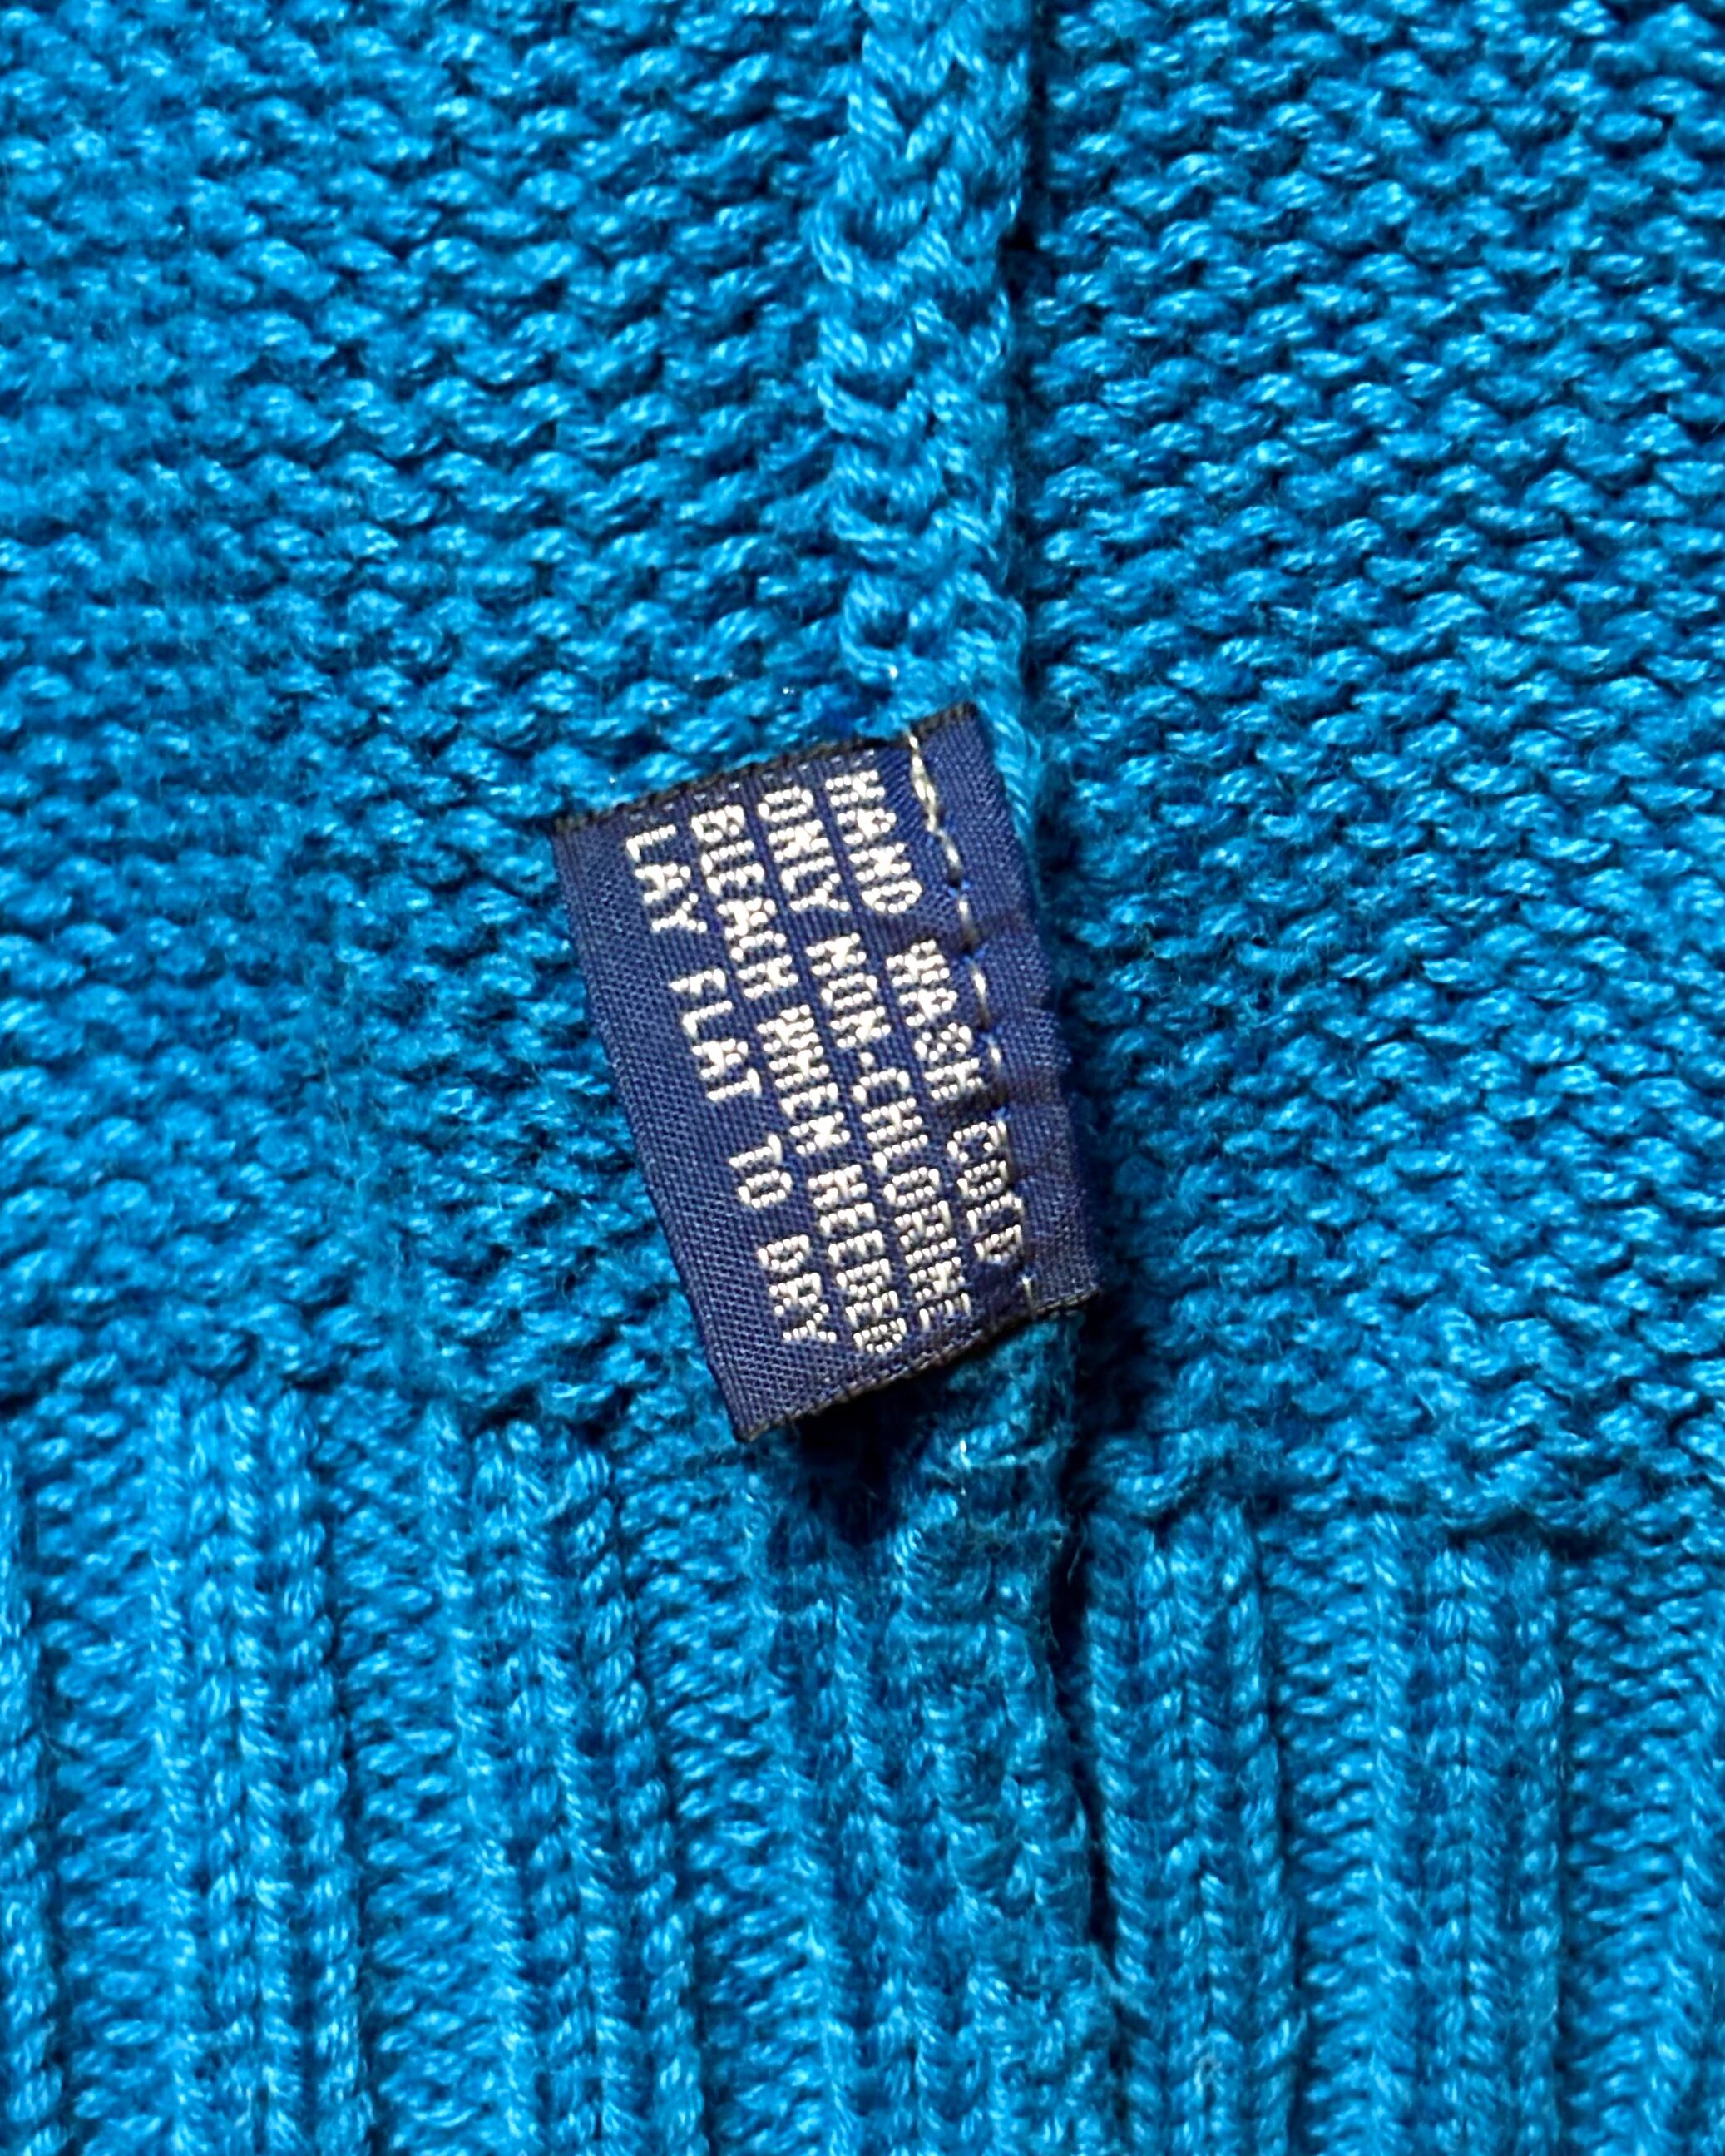 HAND WASH COLD
ONLY NON-CHLORINE
BLEACH WHEN NEEDED
LAY FLAT TO DRY